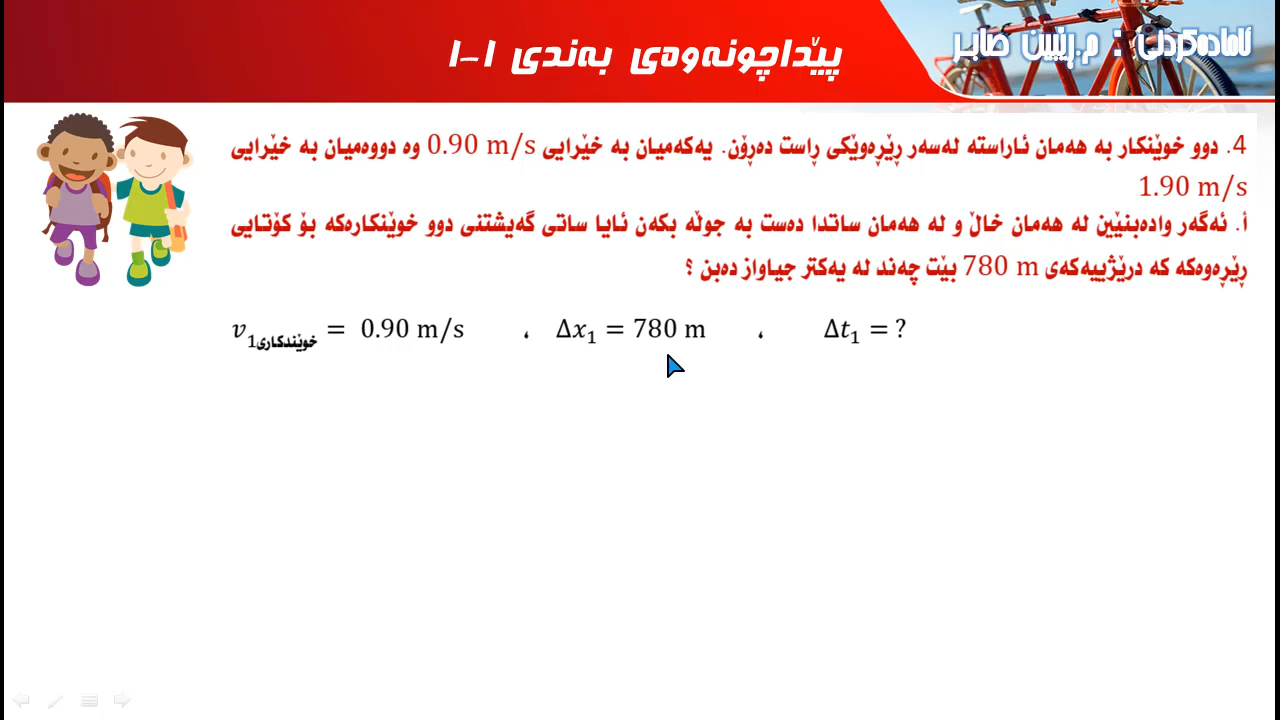 پێداچونەوەی بەندی ١-١
ئامادەکردنی : م.ڕێبین صابر
4. دوو خوێنکار بە هەمان ئاراستە لەسەر ڕێڕەوێکی ڕاست دەڕۆن. یەکەمیان بە خێرایی 0.90 m/s وە دووەمیان بە خێرایی
1.90 m/s
أ. ئەگەر وادەبنێین لە هەمان خاڵ و لە هەمان ساتدا دەست بە جوڵە بکەن ئایا ساتی گەیشتنی دوو خوێنکارەکە بۆ کۆتایی
ڕێڕەوەکە کە درێژییەکەی 780 m بێت چەند لە یەکتر جیاواز دەبن ؟
v₁خوێندکاری = 0.90 m/s ، Δx₁ = 780 m ، Δt₁ = ?